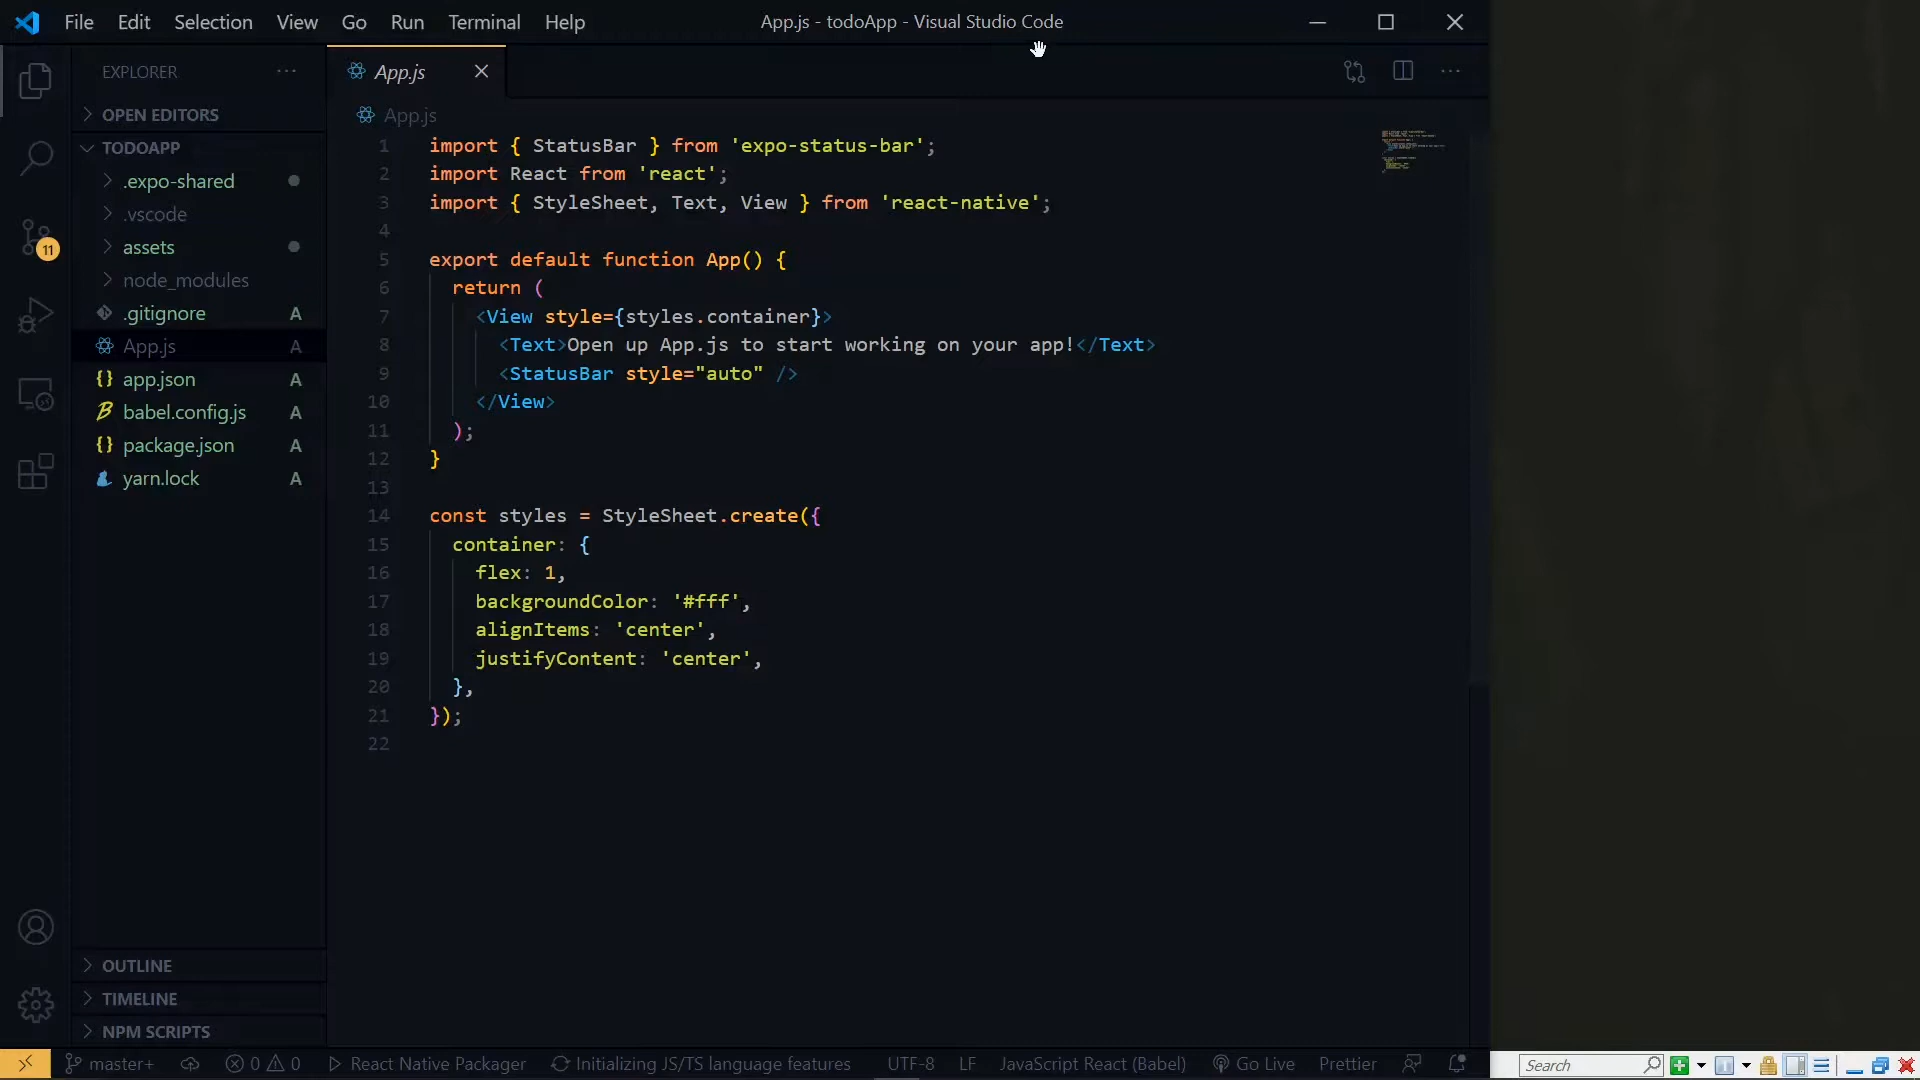 File Edit Selection View Go Run Terminal Help App.js - todoApp - Visual Studio Code
EXPLORER ···
App.js
OPEN EDITORS
App.js
TODOAPP
.expo-shared
.vscode
11
assets
node_modules
.gitignore A
App.js A
app.json A
babel.config.js A
package.json A
yarn.lock A
1 import { StatusBar } from 'expo-status-bar';
2 import React from 'react';
3 import { StyleSheet, Text, View } from 'react-native';
4
5 export default function App() {
6 return (
7 <View style={styles.container}>
8 <Text>Open up App.js to start working on your app!</Text>
9 <StatusBar style="auto" />
10 </View>
11 );
12 }
13
14 const styles = StyleSheet.create({
15 container: {
16 flex: 1,
17 backgroundColor: '#fff',
18 alignItems: 'center',
19 justifyContent: 'center',
20 },
21 });
22
OUTLINE
TIMELINE
NPM SCRIPTS
master+ 0 0 React Native Packager Initializing JS/TS language features UTF-8 LF JavaScript React (Babel) Go Live Prettier
Search